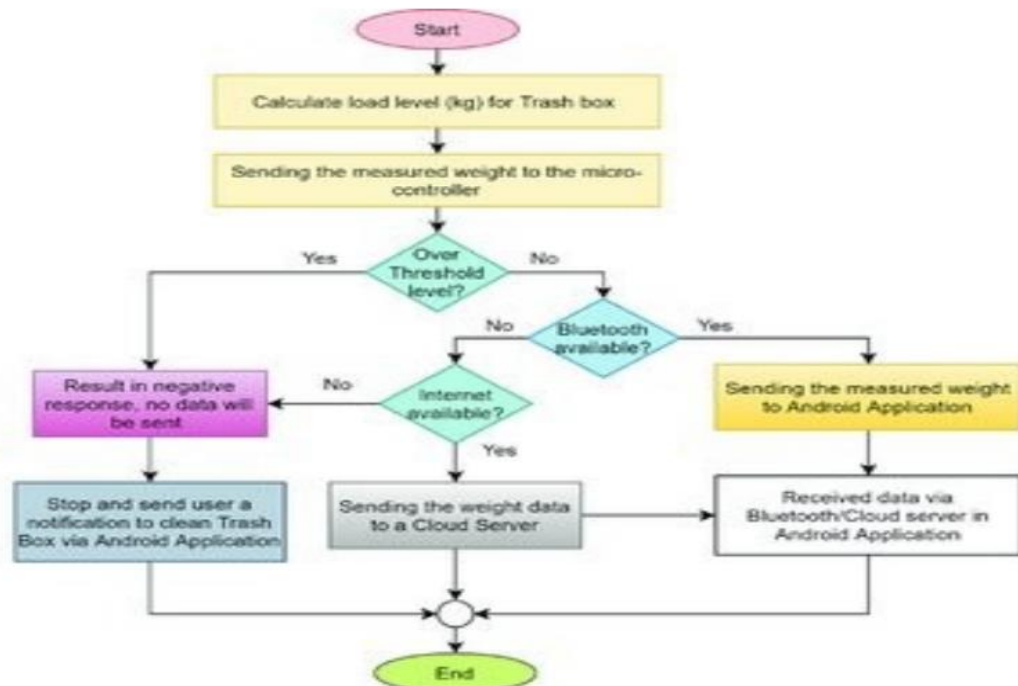 Start
Calculate load level (kg) for Trash box
Sending the measured weight to the micro-
controller
Over
Threshold
level?
Yes
No
Bluetooth
available?
No
Yes
Internet
available?
No
Yes
Result in negative
response, no data will
be sent
Sending the measured weight
to Android Application
Stop and send user a
notification to clean Trash
Box via Android Application
Sending the weight data
to a Cloud Server
Received data via
Bluetooth/Cloud server in
Android Application
End